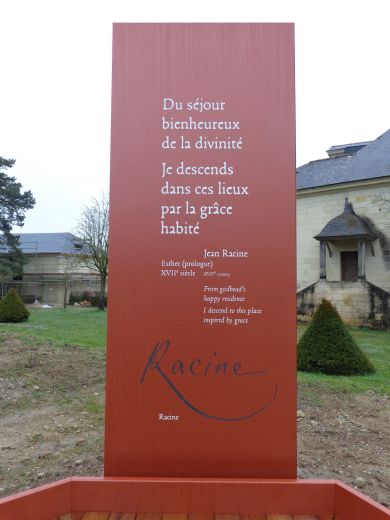 Du séjour
bienheureux
de la divinité
Je descends
dans ces lieux
par la grâce
habité
Jean Racine
Esther (prologue)
XVIIe siècle XVIIth century
From godhead's
happy residence
I descend to this place
inspired by grace
Racine
Racine